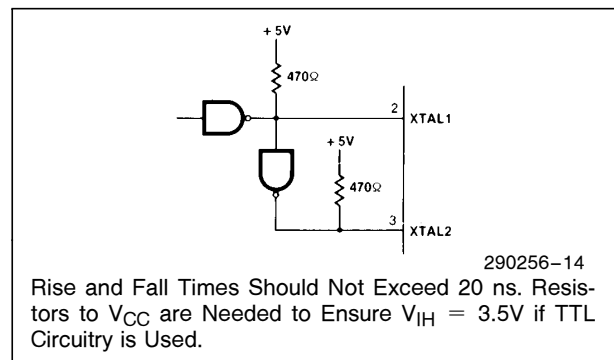 + 5V
470Ω
2 XTAL1
+ 5V
470Ω
3 XTAL2
290256–14
Rise and Fall Times Should Not Exceed 20 ns. Resis-
tors to VCC are Needed to Ensure VIH = 3.5V if TTL
Circuitry is Used.